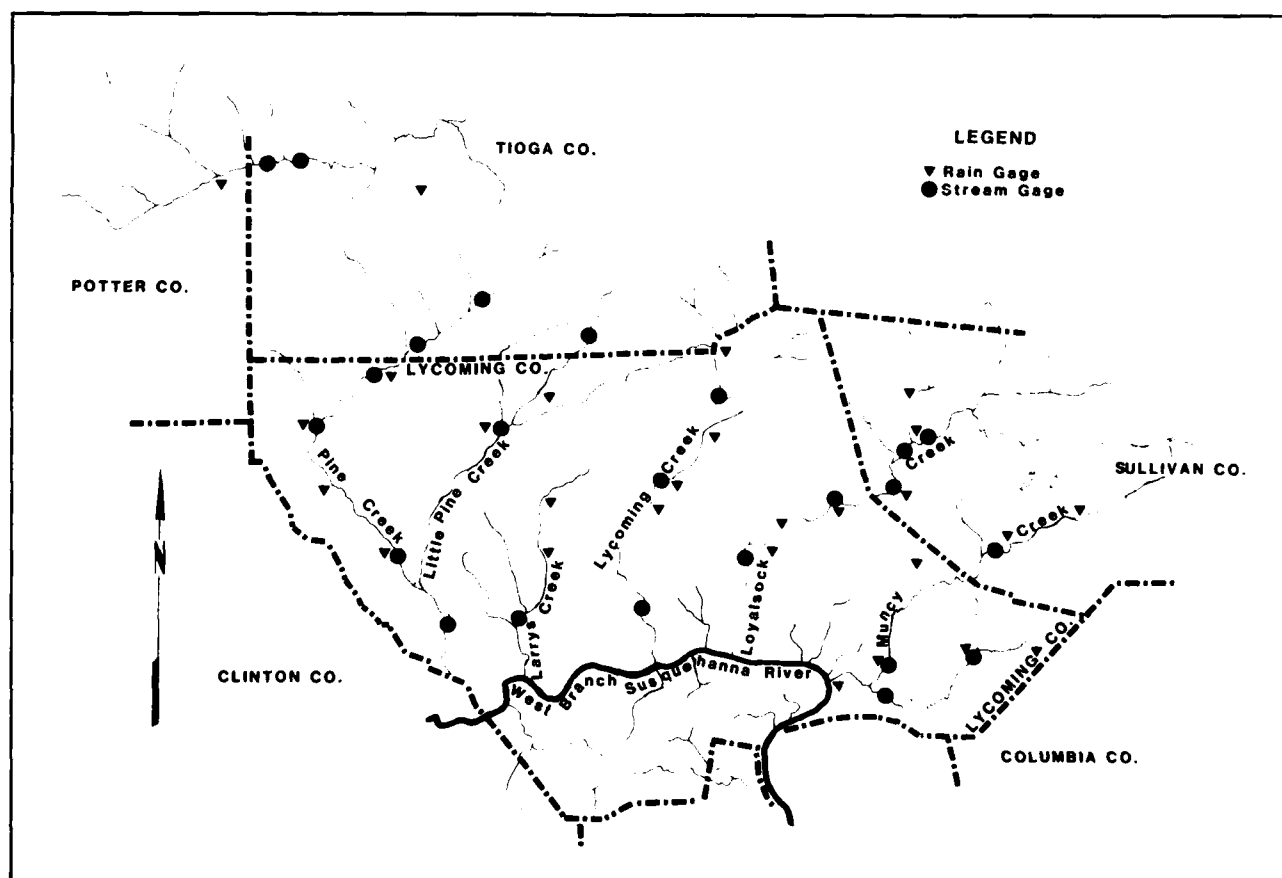 TIOGA CO.
LEGEND
Rain Gage
Stream Gage
POTTER CO.
LYCOMING CO.
Pine Creek
Little Pine Creek
Larrys Creek
Lycoming Creek
Loyalsock
Creek
SULLIVAN CO.
Muncy
Creek
N
CLINTON CO.
West Branch Susquehanna River
LYCOMING CO.
COLUMBIA CO.